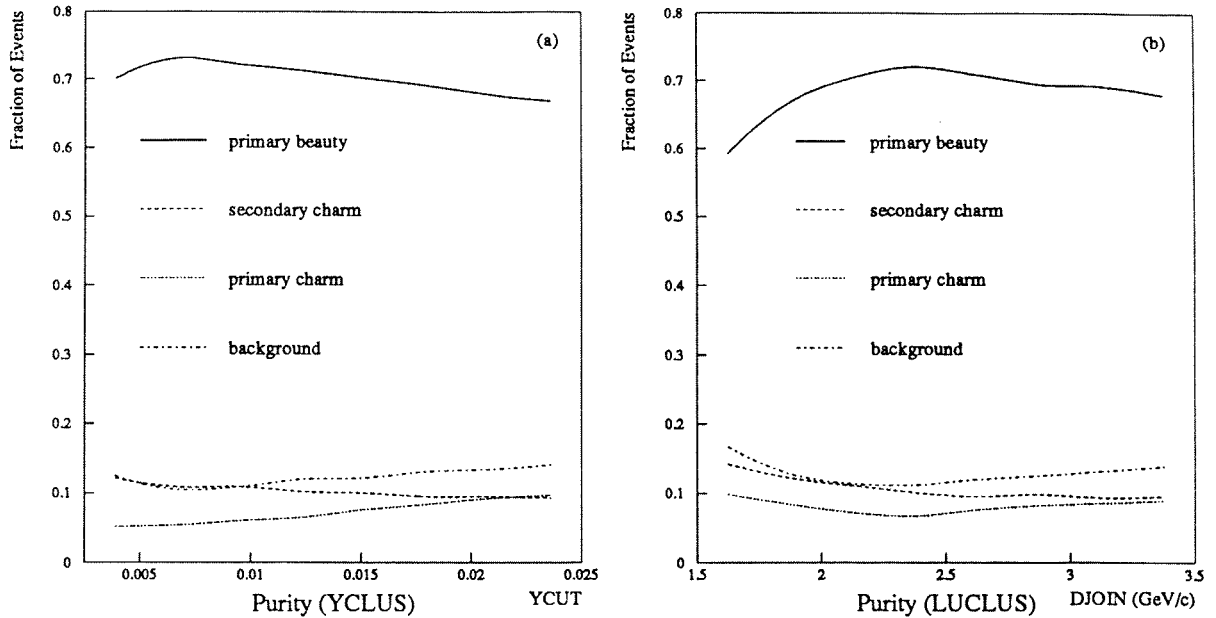 Fraction of Events
(a)
0.8
0.7
0.6
0.5
0.4
0.3
0.2
0.1
0
primary beauty
secondary charm
primary charm
background
0.005
0.01
0.015
0.02
0.025
Purity (YCLUS)
YCUT
Fraction of Events
(b)
0.8
0.7
0.6
0.5
0.4
0.3
0.2
0.1
0
primary beauty
secondary charm
primary charm
background
1.5
2
2.5
3
3.5
Purity (LUCLUS)
DJOIN (GeV/c)